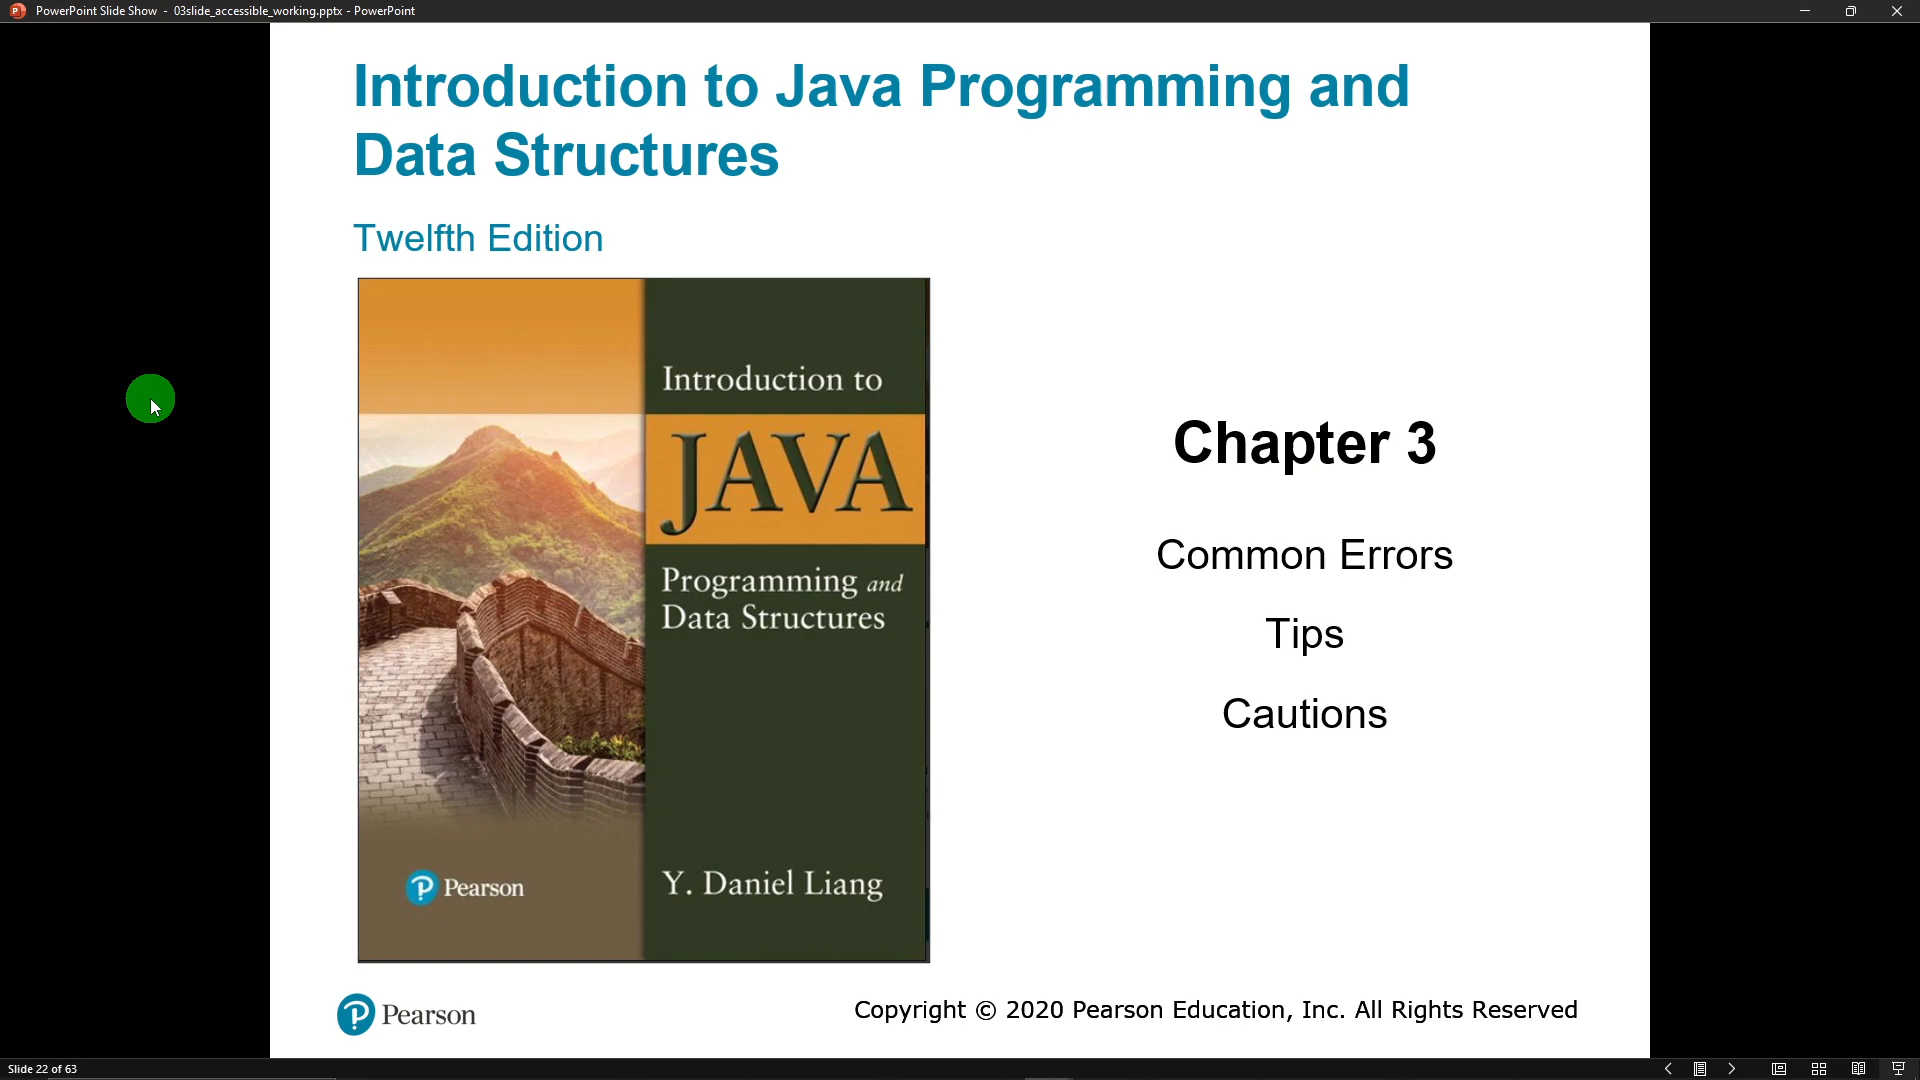 PowerPoint Slide Show - 03slide_accessible_working.pptx - PowerPoint
Introduction to Java Programming and
Data Structures
Twelfth Edition
Introduction to
JAVA
Programming and
Data Structures
Pearson
Y. Daniel Liang
Chapter 3
Common Errors
Tips
Cautions
Pearson
Copyright © 2020 Pearson Education, Inc. All Rights Reserved
Slide 22 of 63